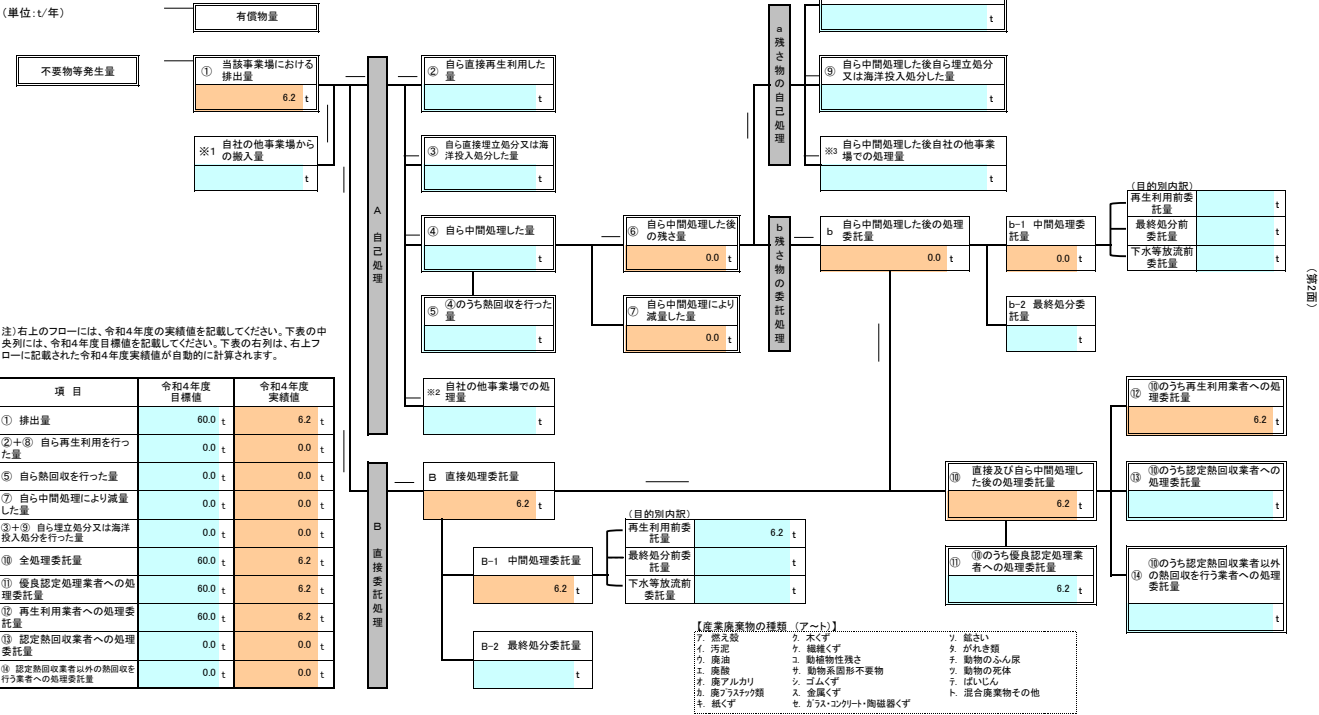 （単位:t/年）
有償物量
t
不要物等発生量
① 当該事業場における
排出量
6.2 t
※1 自社の他事業場から
の搬入量
t
A 自己処理
② 自ら直接再生利用した
量
t
③ 自ら直接埋立処分又は海
洋投入処分した量
t
④ 自ら中間処理した量
t
⑤ ④のうち熱回収を行った
量
t
※2 自社の他事業場での処
理量
t
⑥ 自ら中間処理した後
の残さ量
0.0 t
⑦ 自ら中間処理により
減量した量
0.0 t
a 残さ物の自己処理
⑨ 自ら中間処理した後自ら埋立処分
又は海洋投入処分した量
t
※3 自ら中間処理した後自社の他事業
場での処理量
t
b 残さ物の委託処理
b 自ら中間処理した後の処理
委託量
0.0 t
b-1 中間処理委
託量
0.0 t
b-2 最終処分委
託量
t
(目的別内訳)
再生利用前委
託量
t
最終処分前
委託量
t
下水等放流前
委託量
t
（第2面）
注）右上のフローには、令和4年度の実績値を記載してください。下表の中
央列には、令和4年度目標値を記載してください。下表の右列は、右上フ
ローに記載された令和4年度実績値が自動的に計算されます。
項 目 令和4年度
目標値 令和4年度
実績値
① 排出量 60.0 t 6.2 t
②＋⑧ 自ら再生利用を行っ
た量 0.0 t 0.0 t
⑤ 自ら熱回収を行った量 0.0 t 0.0 t
⑦ 自ら中間処理により減量
した量 0.0 t 0.0 t
③＋⑨ 自ら埋立処分又は海洋
投入処分を行った量 0.0 t 0.0 t
⑩ 全処理委託量 60.0 t 6.2 t
⑪ 優良認定処理業者への処
理委託量 60.0 t 6.2 t
⑫ 再生利用業者への処理委
託量 60.0 t 6.2 t
⑬ 認定熱回収業者への処理
委託量 0.0 t 0.0 t
⑭ 認定熱回収業者以外の熱回収を
行う業者への処理委託量 0.0 t 0.0 t
B 直接委託処理
B 直接処理委託量
6.2 t
B-1 中間処理委託量
6.2 t
B-2 最終処分委託量
t
(目的別内訳)
再生利用前委
託量
6.2 t
最終処分前委
託量
t
下水等放流前
委託量
t
⑩ 直接及び自ら中間処理し
た後の処理委託量
6.2 t
⑪ ⑩のうち優良認定処理業
者への処理委託量
6.2 t
⑫ ⑩のうち再生利用業者への処
理委託量
6.2 t
⑬ ⑩のうち認定熱回収業者への
処理委託量
t
⑭ ⑩のうち認定熱回収業者以外
の熱回収を行う業者への処理
委託量
t
【産業廃棄物の種類 （ア～ト）】
ア. 燃え殻 ク. 木くず ソ. 鉱さい
イ. 汚泥 ケ. 繊維くず タ. がれき類
ウ. 廃油 コ. 動植物性残さ チ. 動物のふん尿
エ. 廃酸 サ. 動物系固形不要物 ツ. 動物の死体
オ. 廃アルカリ シ. ゴムくず テ. ばいじん
カ. 廃プラスチック類 ス. 金属くず ト. 混合廃棄物その他
キ. 紙くず セ. ガラス・コンクリート・陶磁器くず